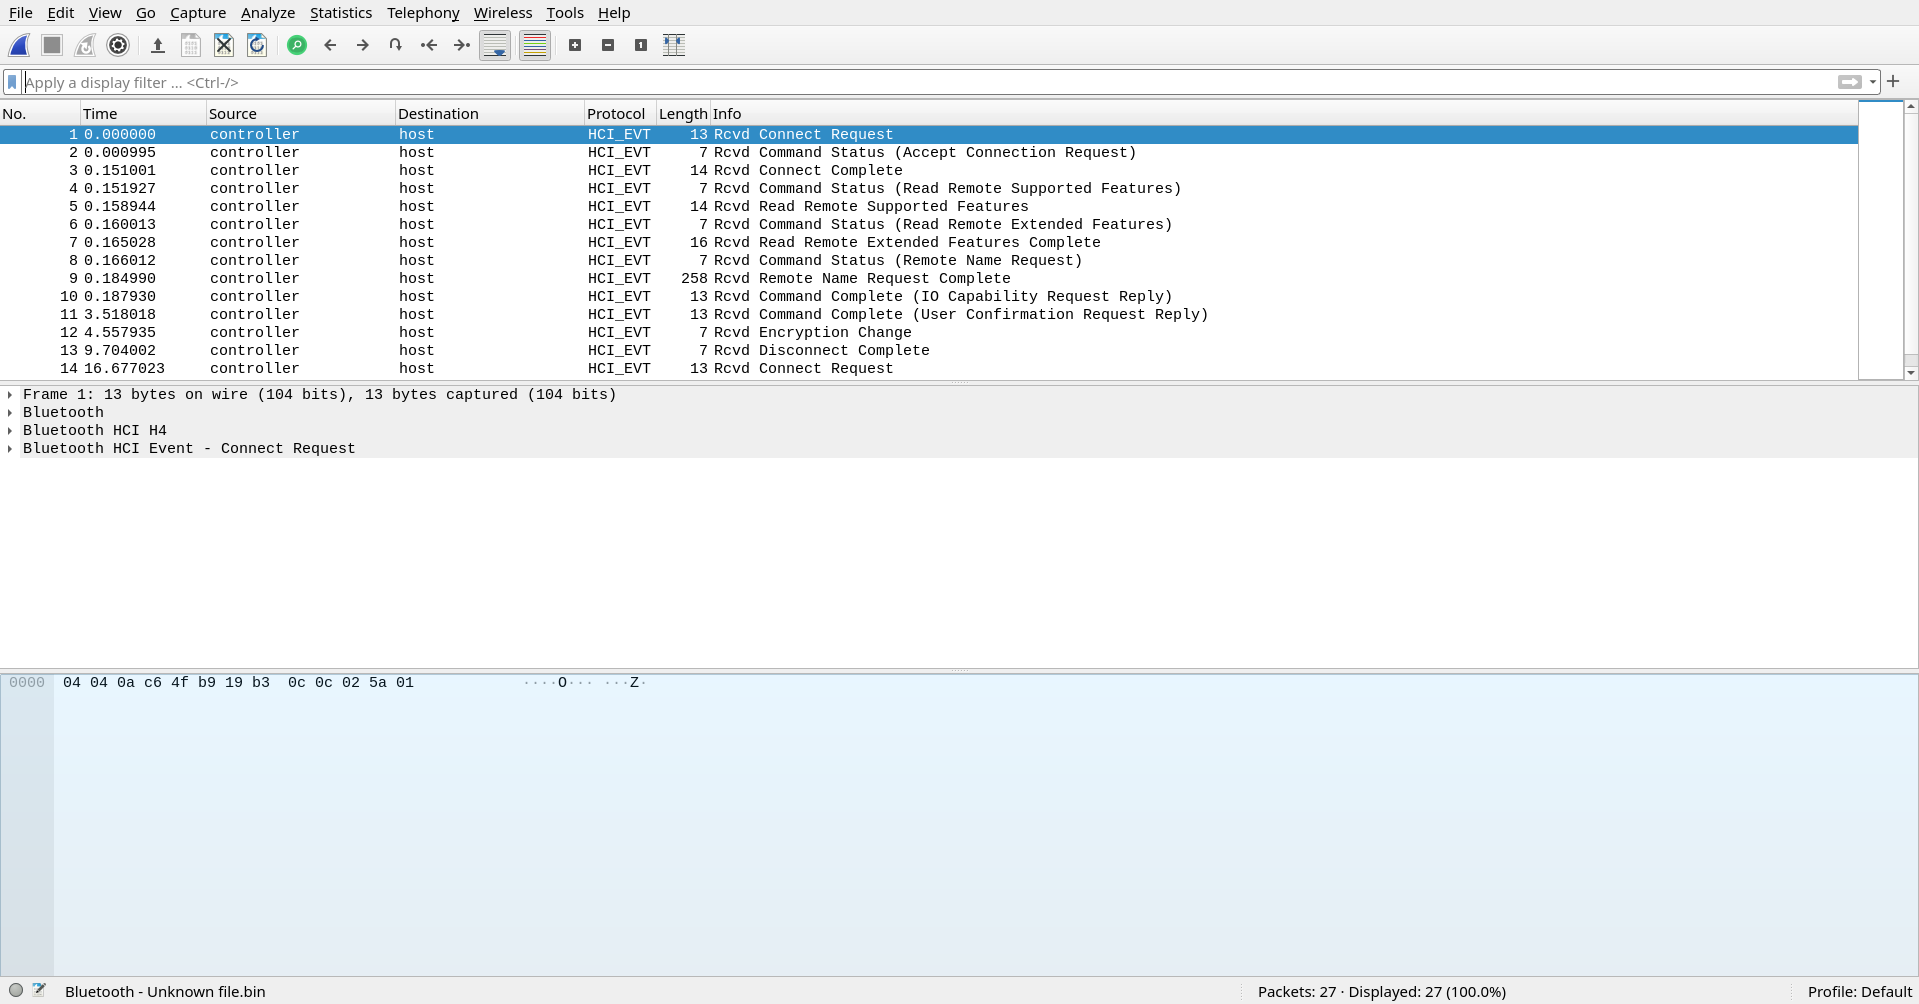 File Edit View Go Capture Analyze Statistics Telephony Wireless Tools Help
Apply a display filter ... <Ctrl-/>
No. Time Source Destination Protocol Length Info
1 0.000000 controller host HCI_EVT 13 Rcvd Connect Request
2 0.000995 controller host HCI_EVT 7 Rcvd Command Status (Accept Connection Request)
3 0.151001 controller host HCI_EVT 14 Rcvd Connect Complete
4 0.151927 controller host HCI_EVT 7 Rcvd Command Status (Read Remote Supported Features)
5 0.158944 controller host HCI_EVT 14 Rcvd Read Remote Supported Features
6 0.160013 controller host HCI_EVT 7 Rcvd Command Status (Read Remote Extended Features)
7 0.165028 controller host HCI_EVT 16 Rcvd Read Remote Extended Features Complete
8 0.166012 controller host HCI_EVT 7 Rcvd Command Status (Remote Name Request)
9 0.184990 controller host HCI_EVT 258 Rcvd Remote Name Request Complete
10 0.187930 controller host HCI_EVT 13 Rcvd Command Complete (IO Capability Request Reply)
11 3.518018 controller host HCI_EVT 13 Rcvd Command Complete (User Confirmation Request Reply)
12 4.557935 controller host HCI_EVT 7 Rcvd Encryption Change
13 9.704002 controller host HCI_EVT 7 Rcvd Disconnect Complete
14 16.677023 controller host HCI_EVT 13 Rcvd Connect Request
Frame 1: 13 bytes on wire (104 bits), 13 bytes captured (104 bits)
Bluetooth
Bluetooth HCI H4
Bluetooth HCI Event - Connect Request
0000 04 04 0a c6 4f b9 19 b3 0c 0c 02 5a 01 ····O··· ···Z·
Bluetooth - Unknown file.bin Packets: 27 · Displayed: 27 (100.0%) Profile: Default